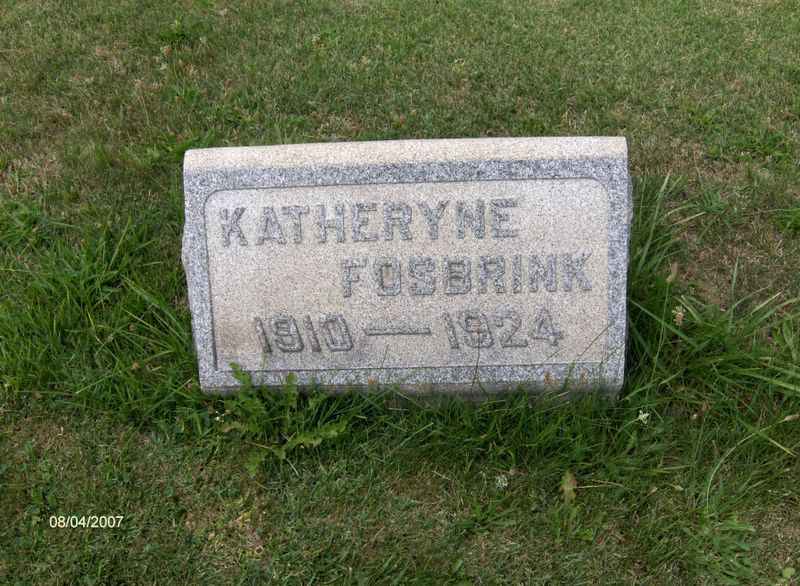 KATHERYNE
FOSBRINK
1910 — 1924
08/04/2007